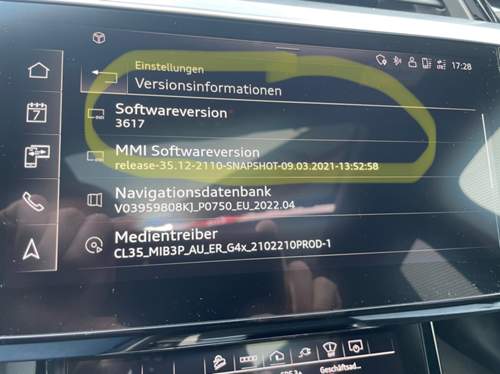 17:28
Einstellungen
Versionsinformationen
7
Softwareversion
3617
MMI Softwareversion
release-35.12-2110-SNAPSHOT-09.03.2021-13:52:58
Navigationsdatenbank
V03959808KJ_P0750_EU_2022.04
Medientreiber
CL35_MIB3P_AU_ER_G4x_2102210PROD-1